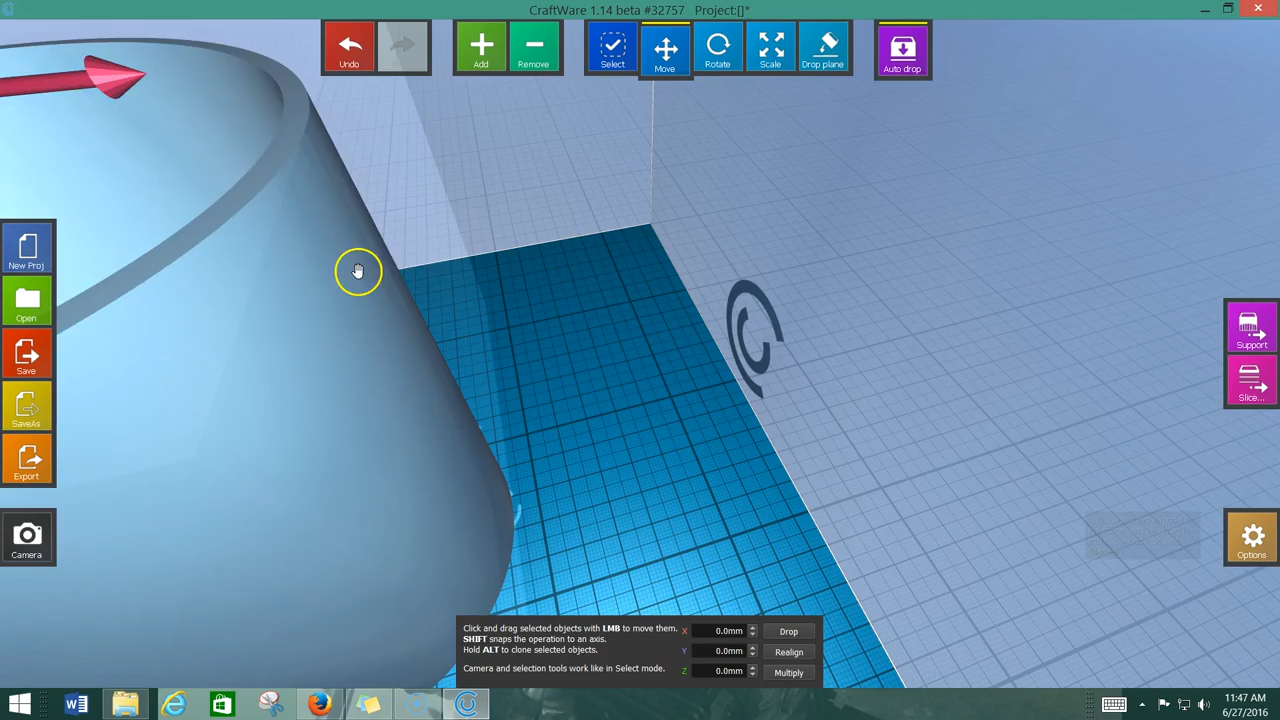 CraftWare 1.14 beta #32757 Project:[]*
Undo
Add
Remove
Select
Move
Rotate
Scale
Drop plane
Auto drop
New Proj
Open
Save
SaveAs
Export
Camera
Support
Slice...
Options
Click and drag selected objects with LMB to move them.
SHIFT snaps the operation to an axis.
Hold ALT to clone selected objects.
Camera and selection tools work like in Select mode.
X 0.0mm Drop
Y 0.0mm Realign
Z 0.0mm Multiply
11:47 AM
6/27/2016